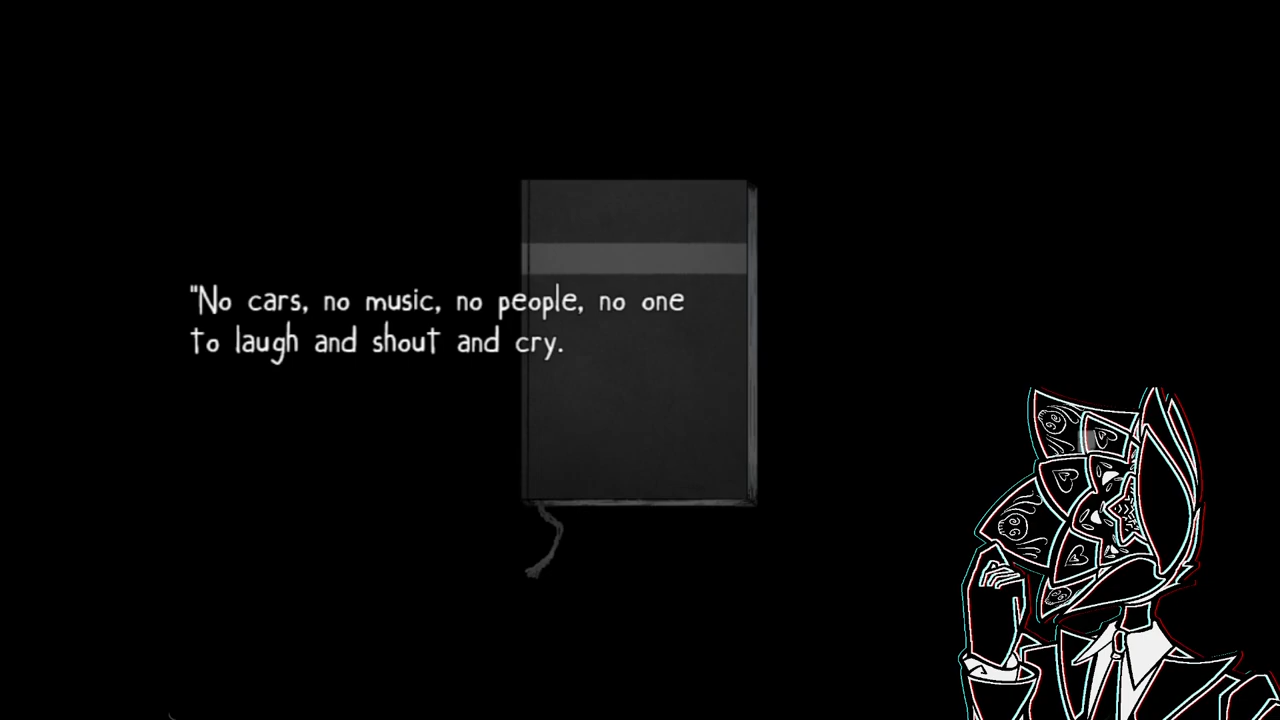 "No cars, no music, no people, no one
to laugh and shout and cry.